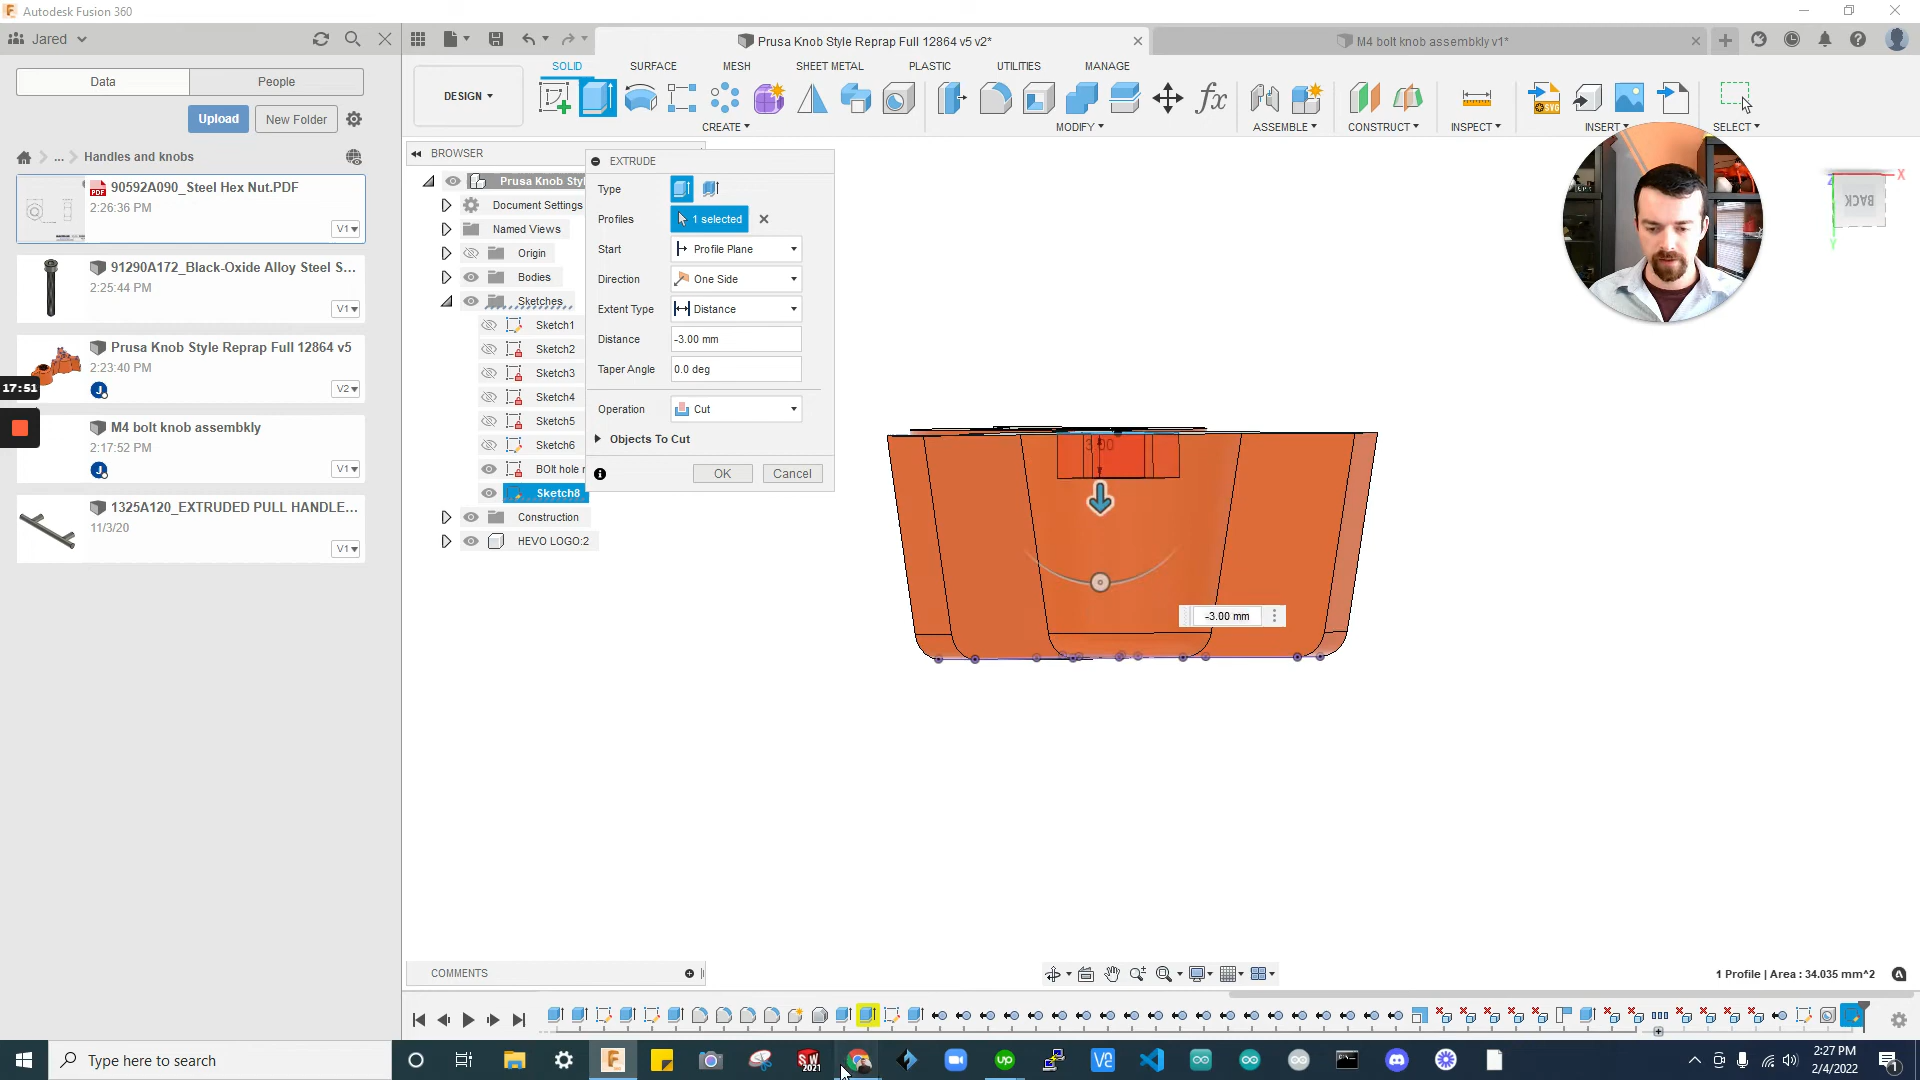 Autodesk Fusion 360
Jared
Prusa Knob Style Reprap Full 12864 v5 v2*
M4 bolt knob assembkly v1*
Data
People
Upload
New Folder
... Handles and knobs
90592A090_Steel Hex Nut.PDF
2:26:36 PM
V1
91290A172_Black-Oxide Alloy Steel S...
2:25:44 PM
V1
Prusa Knob Style Reprap Full 12864 v5
2:23:40 PM
V2
17:51
M4 bolt knob assembkly
2:17:52 PM
V1
1325A120_EXTRUDED PULL HANDLE...
11/3/20
V1
DESIGN
SOLID
SURFACE
MESH
SHEET METAL
PLASTIC
UTILITIES
MANAGE
CREATE
MODIFY
ASSEMBLE
CONSTRUCT
INSPECT
INSERT
SELECT
BROWSER
Prusa Knob Styl
Document Settings
Named Views
Origin
Bodies
Sketches
Sketch1
Sketch2
Sketch3
Sketch4
Sketch5
Sketch6
BOlt hole r
Sketch8
Construction
HEVO LOGO:2
EXTRUDE
Type
Profiles 1 selected
Start Profile Plane
Direction One Side
Extent Type Distance
Distance -3.00 mm
Taper Angle 0.0 deg
Operation Cut
Objects To Cut
OK
Cancel
3.00
-3.00 mm
BACK
X
Y
Z
COMMENTS
1 Profile | Area : 34.035 mm^2
Type here to search
2:27 PM
2/4/2022